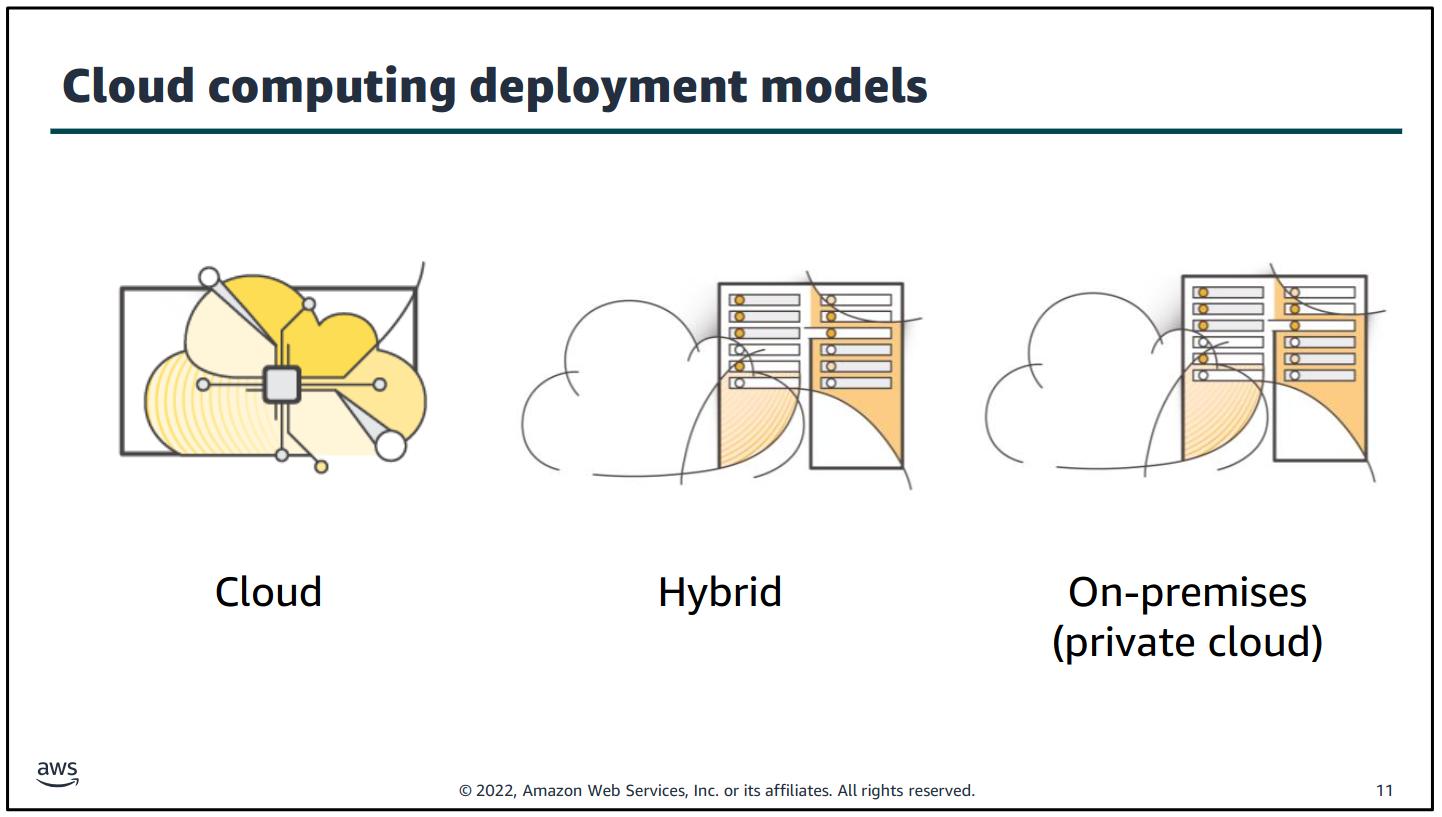 Cloud computing deployment models
Cloud
Hybrid
On-premises
(private cloud)
aws
© 2022, Amazon Web Services, Inc. or its affiliates. All rights reserved.
11